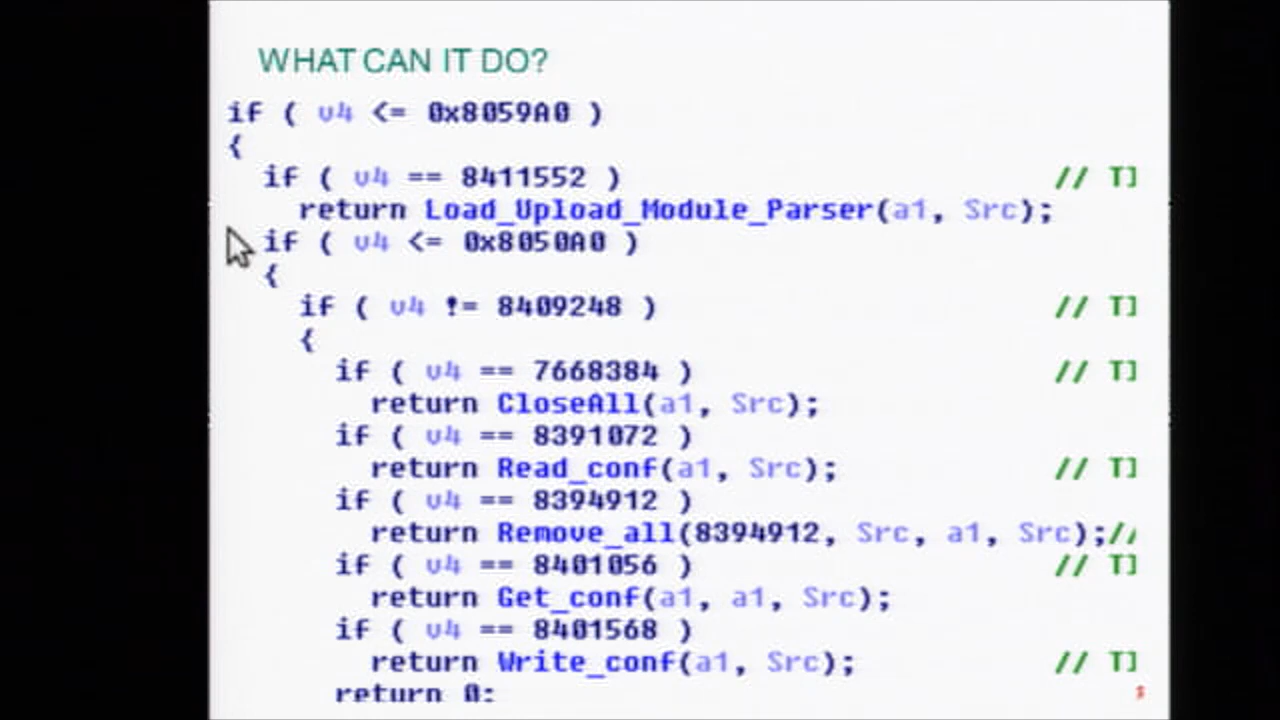 WHAT CAN IT DO?
if ( v4 <= 0x8059A0 )
{
if ( v4 == 8411552 ) // T]
return Load_Upload_Module_Parser(a1, Src);
if ( v4 <= 0x8050A0 )
{
if ( v4 != 8409248 ) // T]
{
if ( v4 == 7668384 ) // T]
return CloseAll(a1, Src);
if ( v4 == 8391072 )
return Read_conf(a1, Src); // T]
if ( v4 == 8394912 )
return Remove_all(8394912, Src, a1, Src);//
if ( v4 == 8401056 ) // T]
return Get_conf(a1, a1, Src);
if ( v4 == 8401568 )
return Write_conf(a1, Src); // T]
return 0;